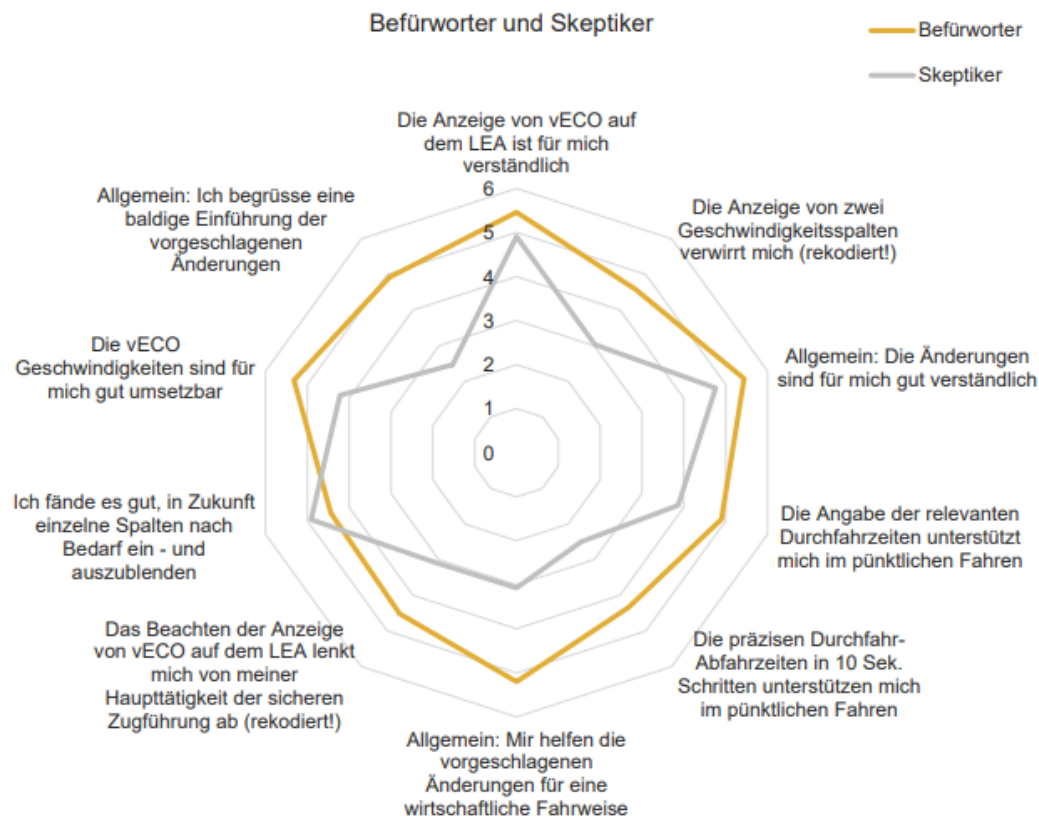 Befürworter und Skeptiker
Befürworter
Skeptiker
Die Anzeige von vECO auf
dem LEA ist für mich
verständlich
Die Anzeige von zwei
Geschwindigkeitsspalten
verwirrt mich (rekodiert!)
Allgemein: Die Änderungen
sind für mich gut verständlich
Die Angabe der relevanten
Durchfahrzeiten unterstützt
mich im pünktlichen Fahren
Die präzisen Durchfahr-
Abfahrzeiten in 10 Sek.
Schritten unterstützen mich
im pünktlichen Fahren
Allgemein: Mir helfen die
vorgeschlagenen
Änderungen für eine
wirtschaftliche Fahrweise
Das Beachten der Anzeige
von vECO auf dem LEA lenkt
mich von meiner
Haupttätigkeit der sicheren
Zugführung ab (rekodiert!)
Ich fände es gut, in Zukunft
einzelne Spalten nach
Bedarf ein - und
auszublenden
Die vECO
Geschwindigkeiten sind für
mich gut umsetzbar
Allgemein: Ich begrüsse eine
baldige Einführung der
vorgeschlagenen
Änderungen
6
5
4
3
2
1
0